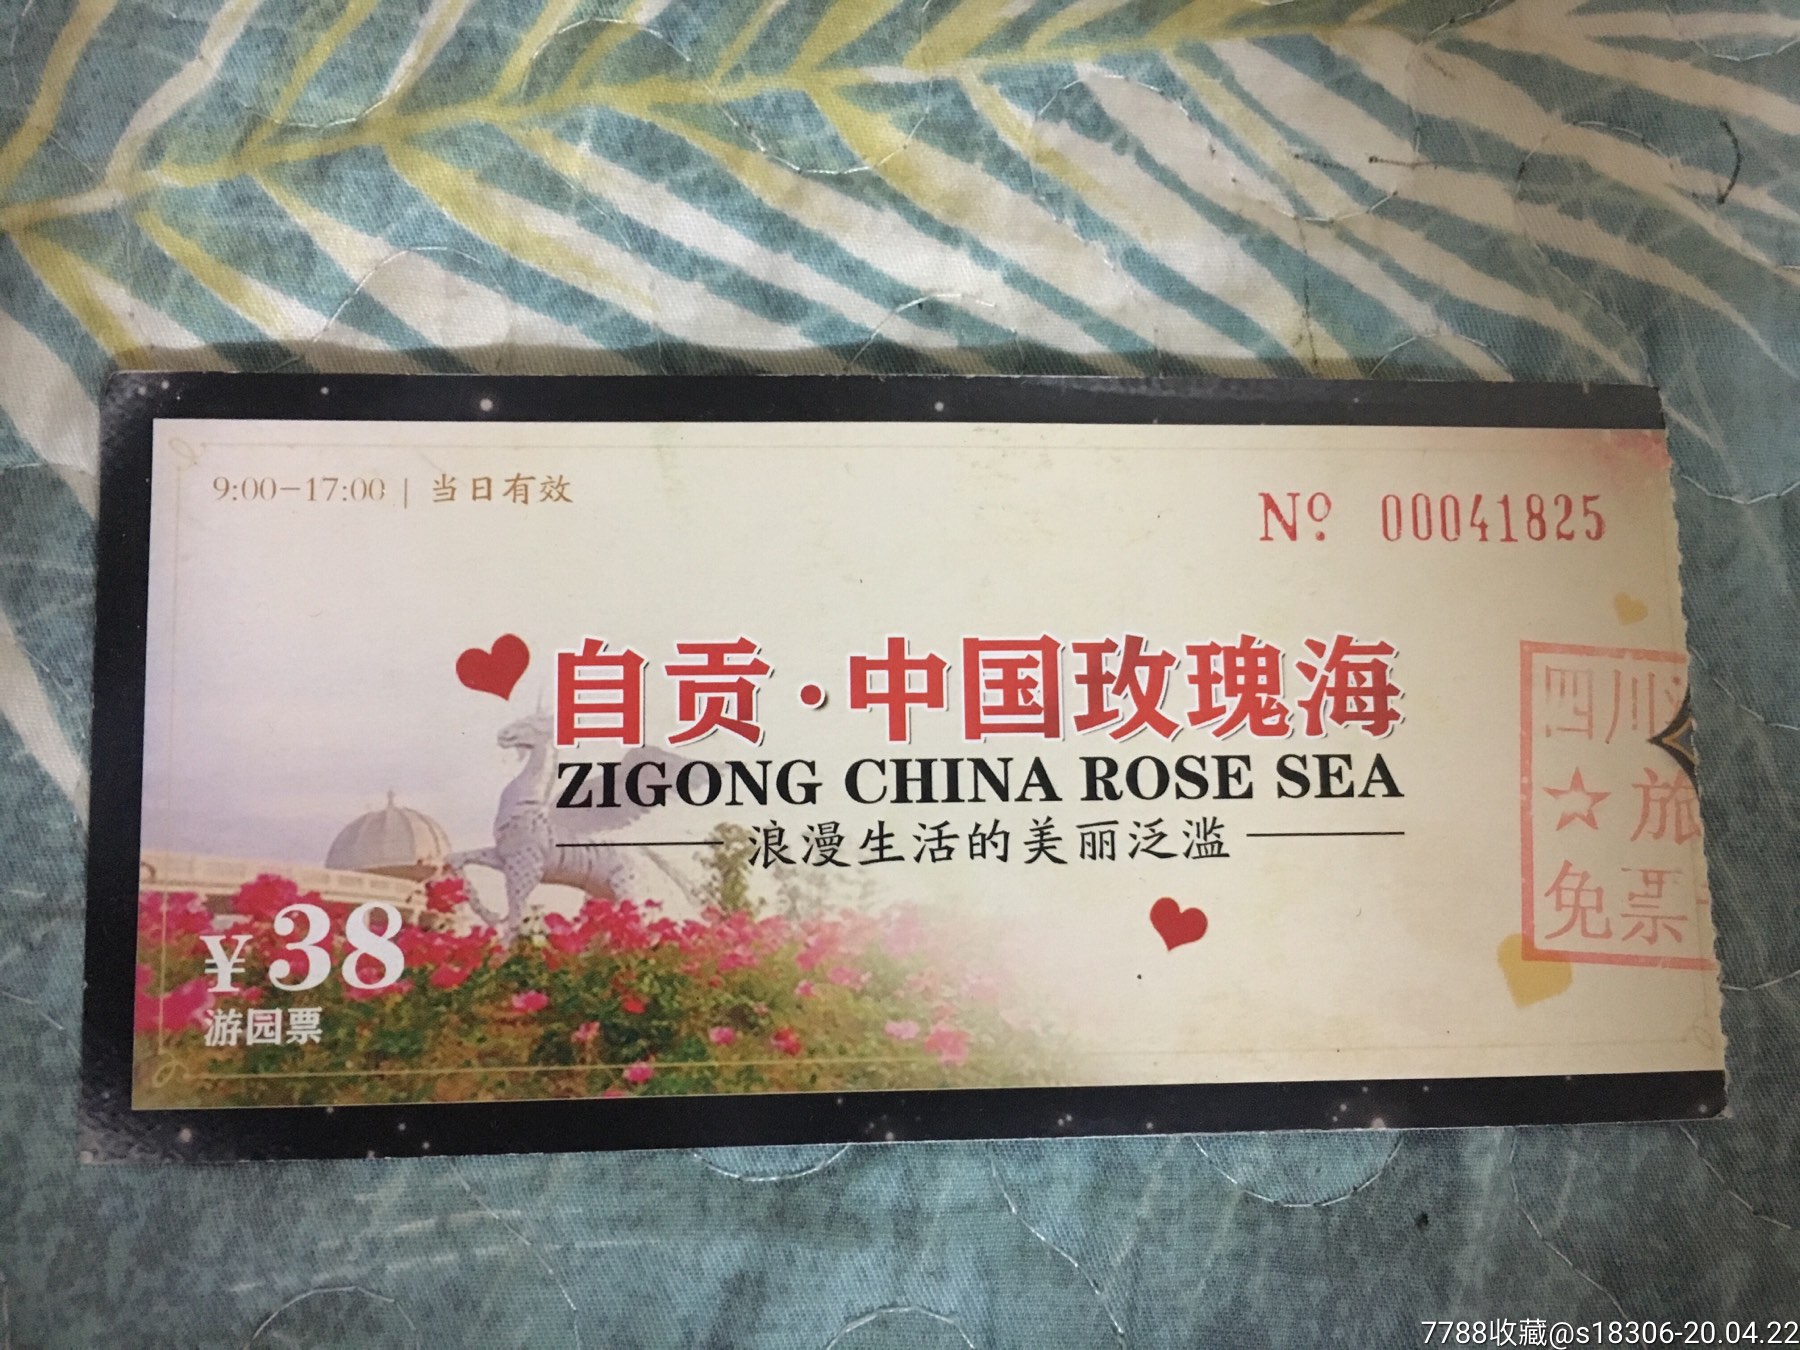 9:00-17:00 | 当日有效
Nº 00041825
自贡·中国玫瑰海
ZIGONG CHINA ROSE SEA
浪漫生活的美丽泛滥
四川
☆ 旅
免票
¥38
游园票
7788收藏@s18306-20.04.22